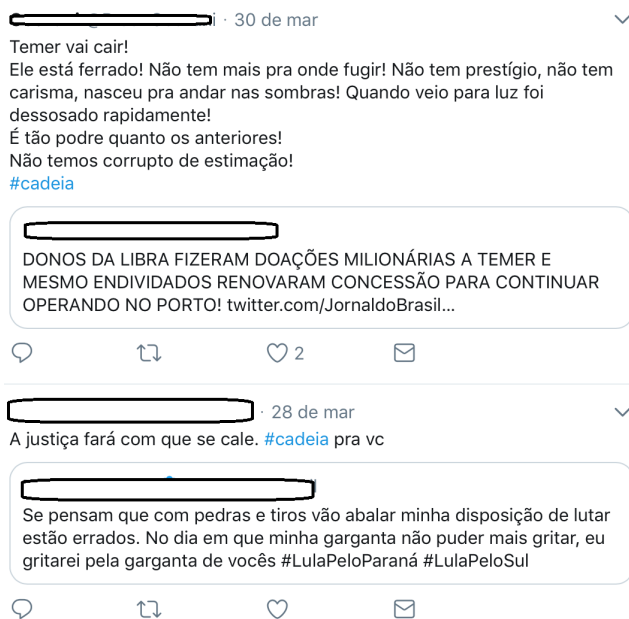 · 30 de mar
Temer vai cair!
Ele está ferrado! Não tem mais pra onde fugir! Não tem prestígio, não tem
carisma, nasceu pra andar nas sombras! Quando veio para luz foi
dessosado rapidamente!
É tão podre quanto os anteriores!
Não temos corrupto de estimação!
#cadeia
DONOS DA LIBRA FIZERAM DOAÇÕES MILIONÁRIAS A TEMER E
MESMO ENDIVIDADOS RENOVARAM CONCESSÃO PARA CONTINUAR
OPERANDO NO PORTO! twitter.com/JornaldoBrasil...
2
· 28 de mar
A justiça fará com que se cale. #cadeia pra vc
Se pensam que com pedras e tiros vão abalar minha disposição de lutar
estão errados. No dia em que minha garganta não puder mais gritar, eu
gritarei pela garganta de vocês #LulaPeloParaná #LulaPeloSul